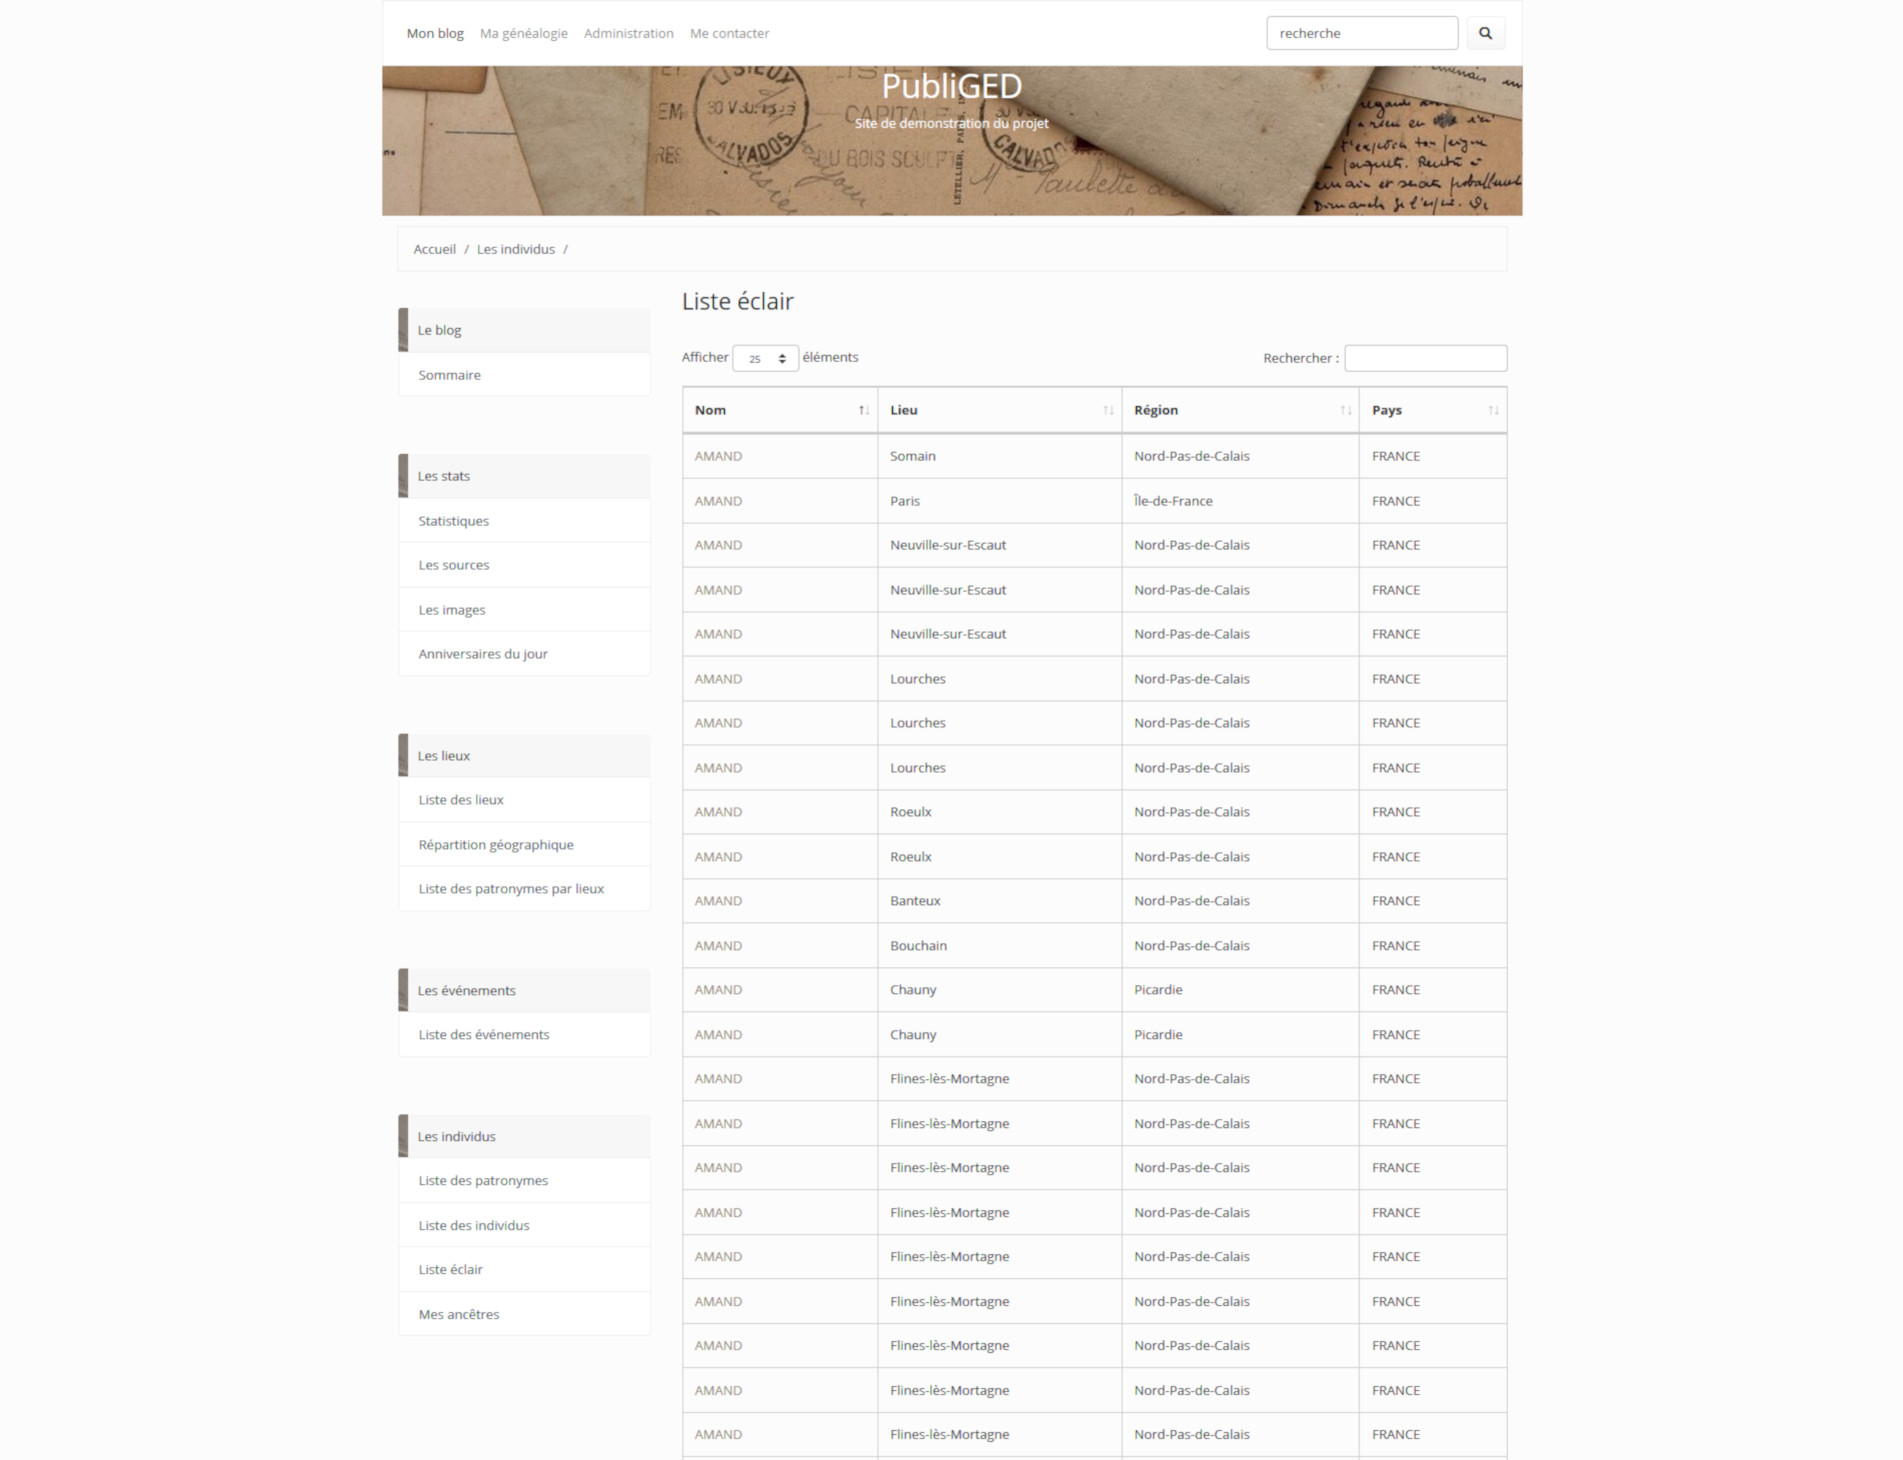 Mon blog Ma généalogie Administration Me contacter recherche
PubliGED
Site de demonstration du projet
LISIEUX
CALVADOS
EM
CAPITALE
DU BOIS SCULPT
LETELLIER, PARIS
CALVADOS
Accueil / Les individus /
Le blog
Sommaire
Les stats
Statistiques
Les sources
Les images
Anniversaires du jour
Les lieux
Liste des lieux
Répartition géographique
Liste des patronymes par lieux
Les événements
Liste des événements
Les individus
Liste des patronymes
Liste des individus
Liste éclair
Mes ancêtres
Liste éclair
Afficher 25 éléments Rechercher :
Nom Lieu Région Pays
AMAND Somain Nord-Pas-de-Calais FRANCE
AMAND Paris Île-de-France FRANCE
AMAND Neuville-sur-Escaut Nord-Pas-de-Calais FRANCE
AMAND Neuville-sur-Escaut Nord-Pas-de-Calais FRANCE
AMAND Neuville-sur-Escaut Nord-Pas-de-Calais FRANCE
AMAND Lourches Nord-Pas-de-Calais FRANCE
AMAND Lourches Nord-Pas-de-Calais FRANCE
AMAND Lourches Nord-Pas-de-Calais FRANCE
AMAND Roeulx Nord-Pas-de-Calais FRANCE
AMAND Roeulx Nord-Pas-de-Calais FRANCE
AMAND Banteux Nord-Pas-de-Calais FRANCE
AMAND Bouchain Nord-Pas-de-Calais FRANCE
AMAND Chauny Picardie FRANCE
AMAND Chauny Picardie FRANCE
AMAND Flines-lès-Mortagne Nord-Pas-de-Calais FRANCE
AMAND Flines-lès-Mortagne Nord-Pas-de-Calais FRANCE
AMAND Flines-lès-Mortagne Nord-Pas-de-Calais FRANCE
AMAND Flines-lès-Mortagne Nord-Pas-de-Calais FRANCE
AMAND Flines-lès-Mortagne Nord-Pas-de-Calais FRANCE
AMAND Flines-lès-Mortagne Nord-Pas-de-Calais FRANCE
AMAND Flines-lès-Mortagne Nord-Pas-de-Calais FRANCE
AMAND Flines-lès-Mortagne Nord-Pas-de-Calais FRANCE
AMAND Flines-lès-Mortagne Nord-Pas-de-Calais FRANCE